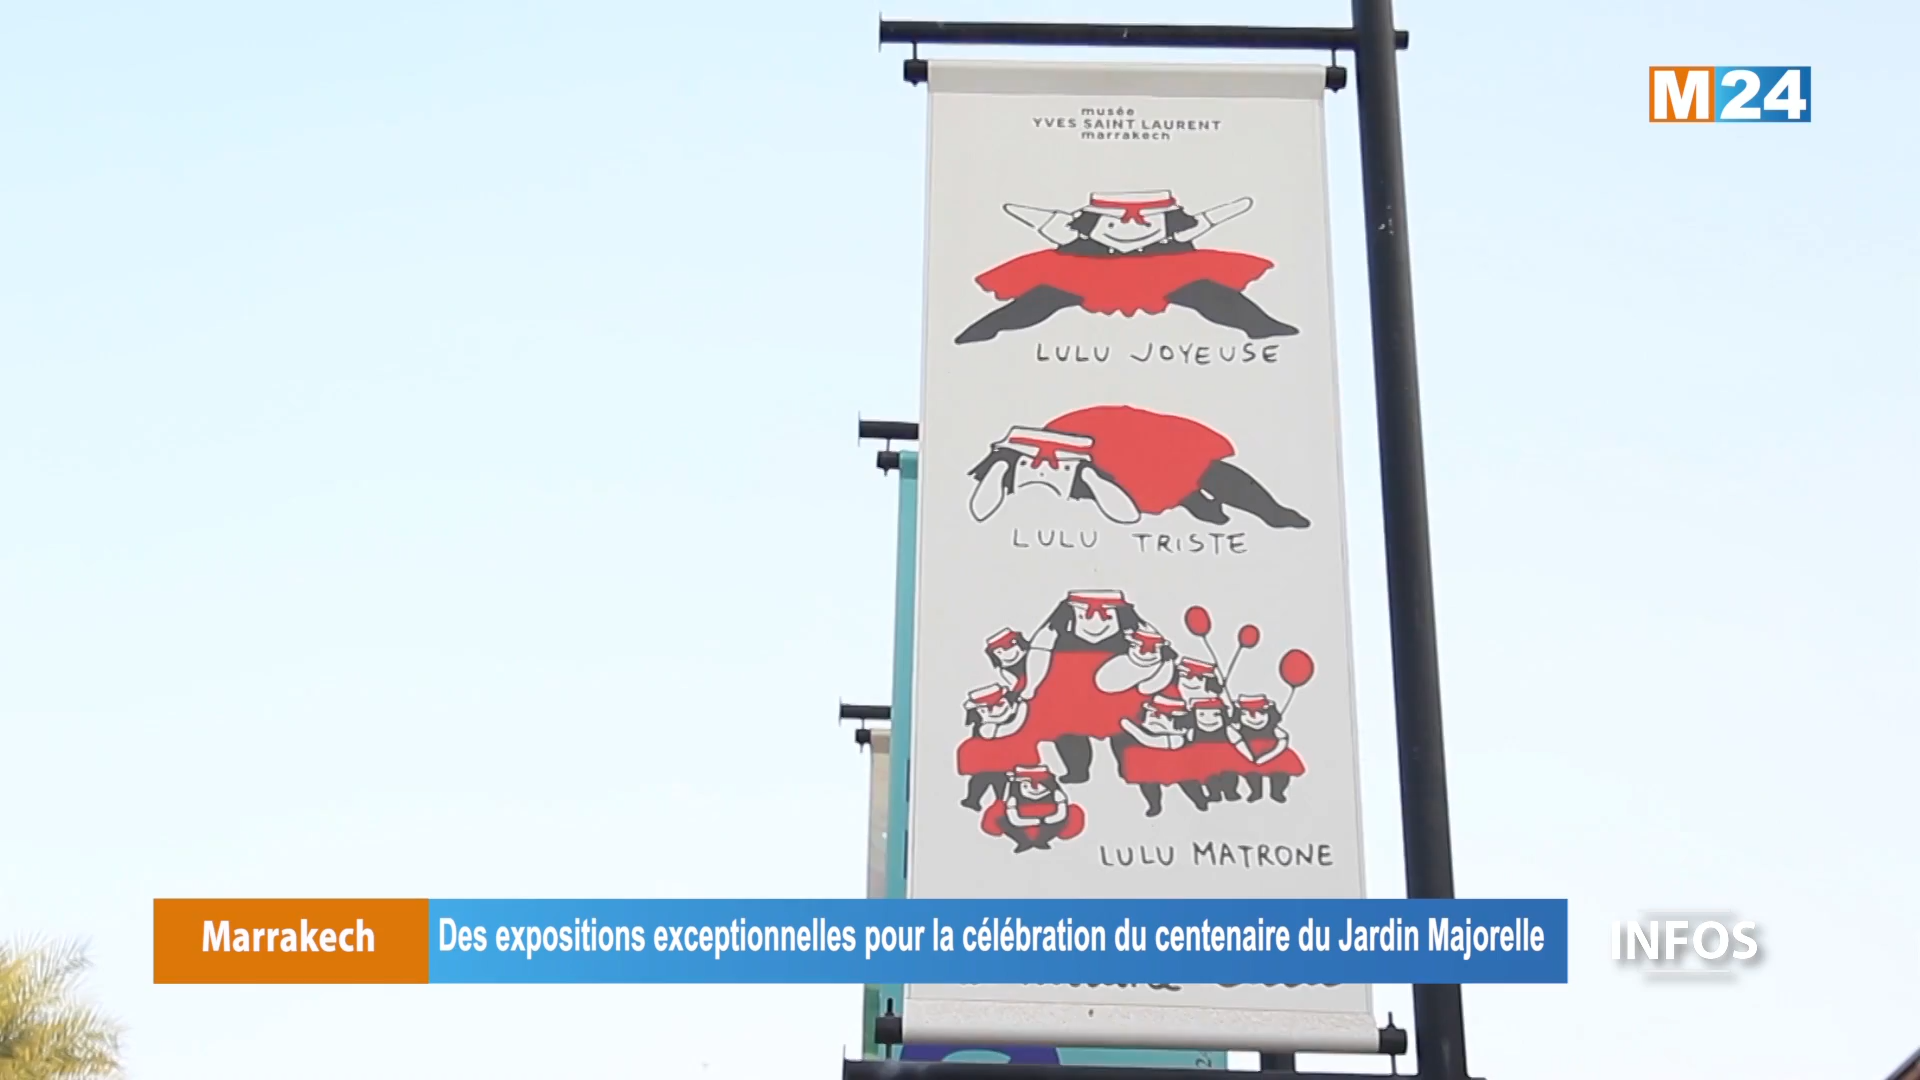 M24
musée
YVES SAINT LAURENT
marrakech
LULU JOYEUSE
LULU TRISTE
LULU MATRONE
Marrakech
Des expositions exceptionnelles pour la célébration du centenaire du Jardin Majorelle
INFOS